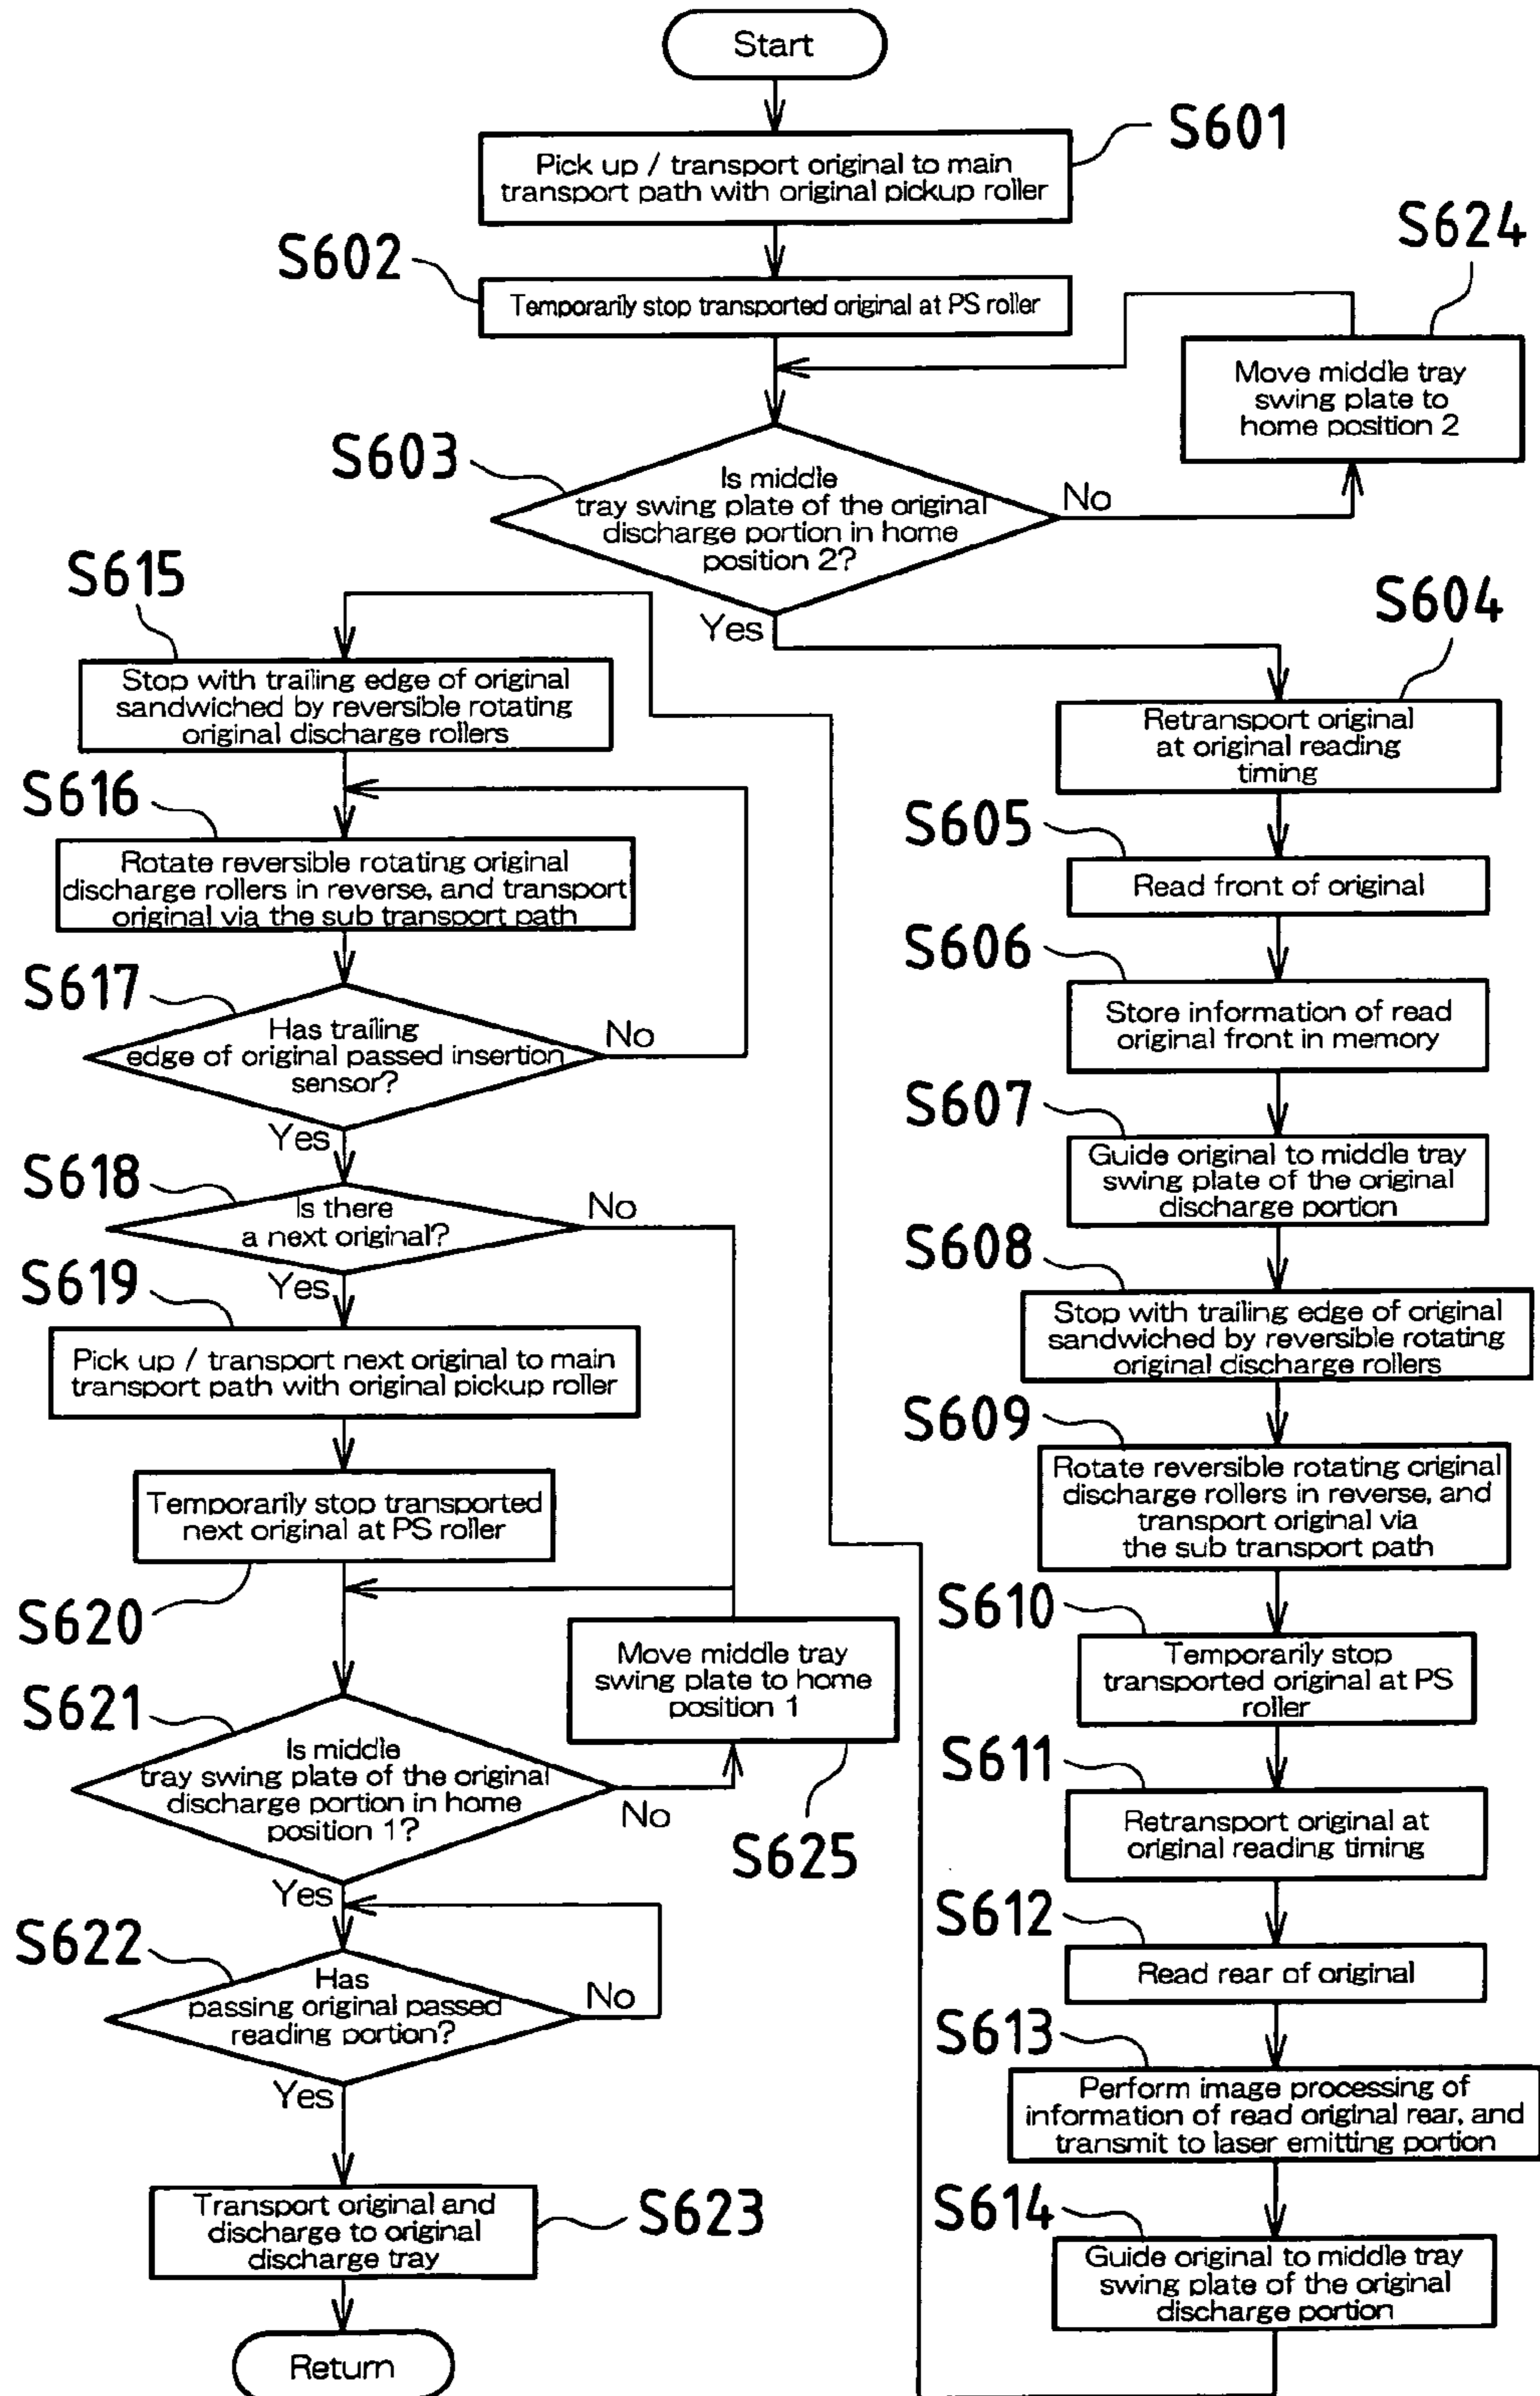 Start
S601
Pick up / transport original to main
transport path with original pickup roller
S602
Temporarily stop transported original at PS roller
S624
Move middle tray
swing plate to
home position 2
S603
Is middle
tray swing plate of the original
discharge portion in home
position 2?
No
Yes
S604
Retransport original
at original reading
timing
S605
Read front of original
S606
Store information of read
original front in memory
S607
Guide original to middle tray
swing plate of the original
discharge portion
S608
Stop with trailing edge of original
sandwiched by reversible rotating
original discharge rollers
S609
Rotate reversible rotating original
discharge rollers in reverse, and
transport original via
the sub transport path
S610
Temporarily stop
transported original at PS
roller
S611
Retransport original at
original reading timing
S612
Read rear of original
S613
Perform image processing of
information of read original rear, and
transmit to laser emitting portion
S614
Guide original to middle tray
swing plate of the original
discharge portion
S615
Stop with trailing edge of original
sandwiched by reversible rotating
original discharge rollers
S616
Rotate reversible rotating original
discharge rollers in reverse, and transport
original via the sub transport path
S617
Has trailing
edge of original passed insertion
sensor?
No
Yes
S618
Is there
a next original?
No
Yes
S619
Pick up / transport next original to main
transport path with original pickup roller
Temporarily stop transported
next original at PS roller
S620
Move middle tray
swing plate to home
position 1
S621
Is middle
tray swing plate of the original
discharge portion in home
position 1?
No
S625
Yes
S622
Has
passing original passed
reading portion?
No
Yes
Transport original and
discharge to original
discharge tray
S623
Return